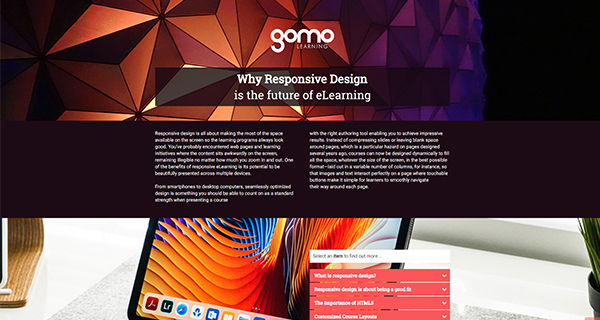 gomo
LEARNING
Why Responsive Design
is the future of eLearning
Responsive design is all about making the most of the space
available on the screen so the learning programs always look
good. You've probably encountered web pages and learning
initiatives where the content sits awkwardly on the screen,
remaining illegible no matter how much you zoom in and out. One
of the benefits of responsive eLearning is its potential to be
beautifully presented across multiple devices.
From smartphones to desktop computers, seamlessly optimized
design is something you should be able to count on as a standard
strength when presenting a course
with the right authoring tool enabling you to achieve impressive
results. Instead of compressing slides or leaving blank space
around pages, which is a particular hazard on pages designed
several years ago, courses can now be designed dynamically to fill
all the space, whatever the size of the screen, in the best possible
format—laid out in a variable number of columns, for instance, so
that images and text interact perfectly on a page where touchable
buttons make it simple for learners to smoothly navigate
their way around each page.
Select an item to find out more...
What is responsive design?
Responsive design is about being a good fit
The Importance of HTML5
Customized Course Layouts